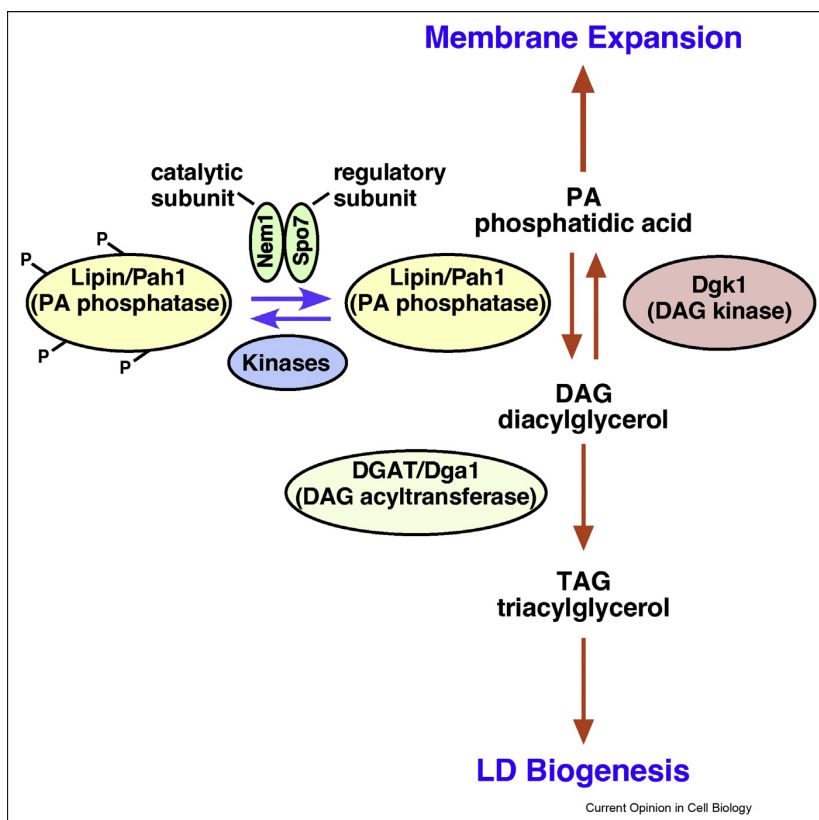 Membrane Expansion
catalytic
subunit
regulatory
subunit
Nem1
Spo7
PA
phosphatidic acid
P
P
P
P
Lipin/Pah1
(PA phosphatase)
Lipin/Pah1
(PA phosphatase)
Dgk1
(DAG kinase)
Kinases
DAG
diacylglycerol
DGAT/Dga1
(DAG acyltransferase)
TAG
triacylglycerol
LD Biogenesis
Current Opinion in Cell Biology